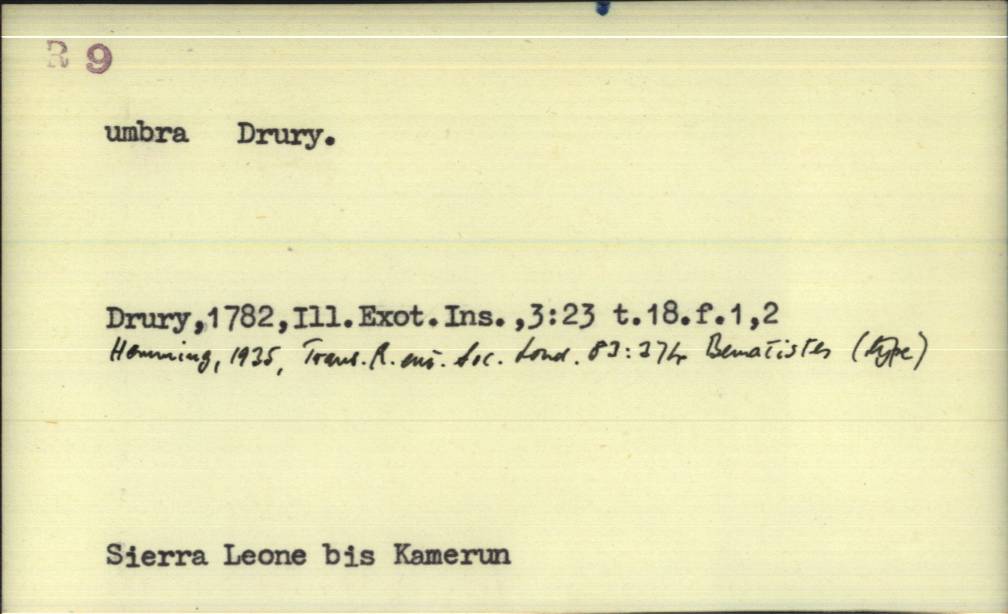 R 9
umbra Drury.
Drury,1782,Ill.Exot.Ins.,3:23 t.18.f.1,2
Hemming, 1935, Trans. R. ent. Soc. Lond. 83:374 Bematistes (type)
Sierra Leone bis Kamerun